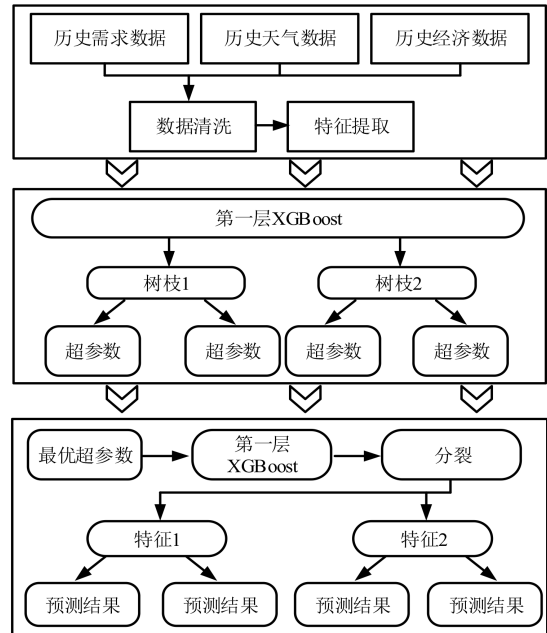 历史需求数据
历史天气数据
历史经济数据
数据清洗
特征提取
第一层XGBoost
树枝1
树枝2
超参数
超参数
超参数
超参数
最优超参数
第一层
XGBoost
分裂
特征1
特征2
预测结果
预测结果
预测结果
预测结果